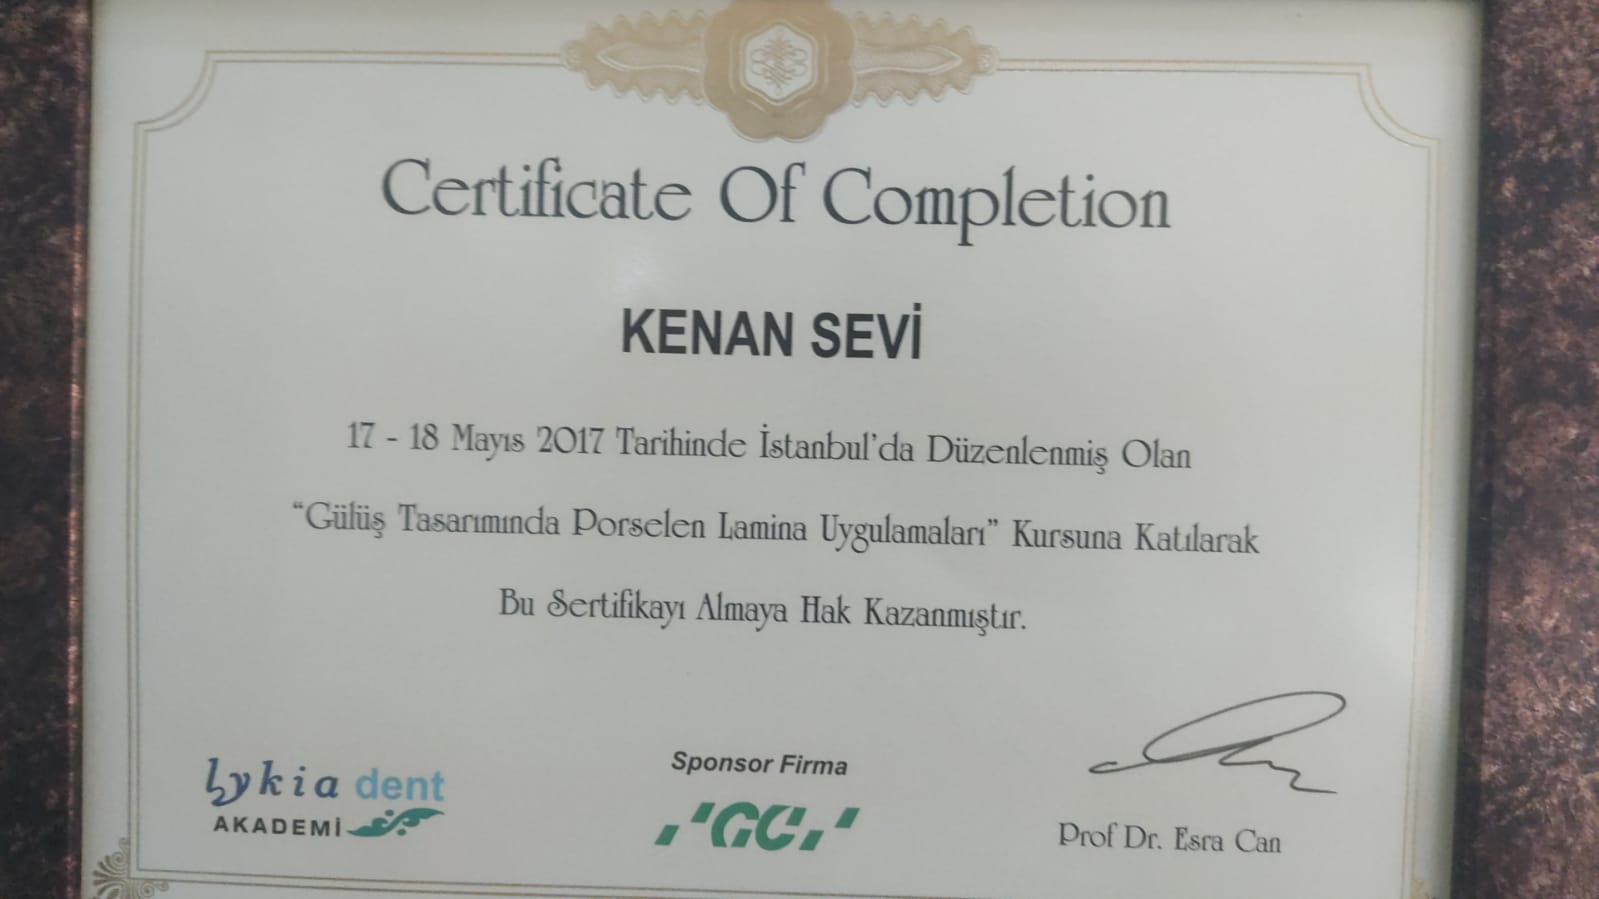 Certificate Of Completion
KENAN SEVİ
17 - 18 Mayıs 2017 Tarihinde İstanbul'da Düzenlenmiş Olan
“Gülüş Tasarımında Porselen Lamina Uygulamaları” Kursuna Katılarak
Bu Sertifikayı Almaya Hak Kazanmıştır.
Lykia dent
AKADEMİ
Sponsor Firma
GC
Prof Dr. Esra Can